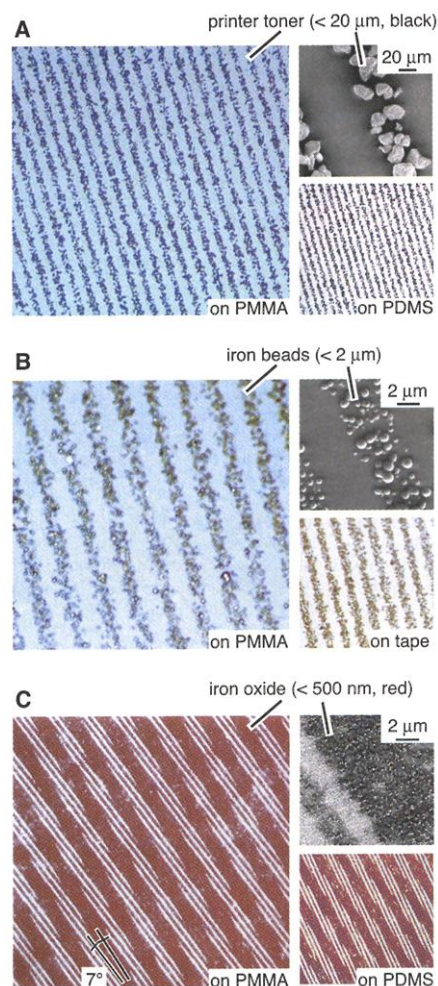 A
printer toner (< 20 μm, black)
20 μm
on PMMA
on PDMS
B
iron beads (< 2 μm)
2 μm
on PMMA
on tape
C
iron oxide (< 500 nm, red)
2 μm
7°
on PMMA
on PDMS